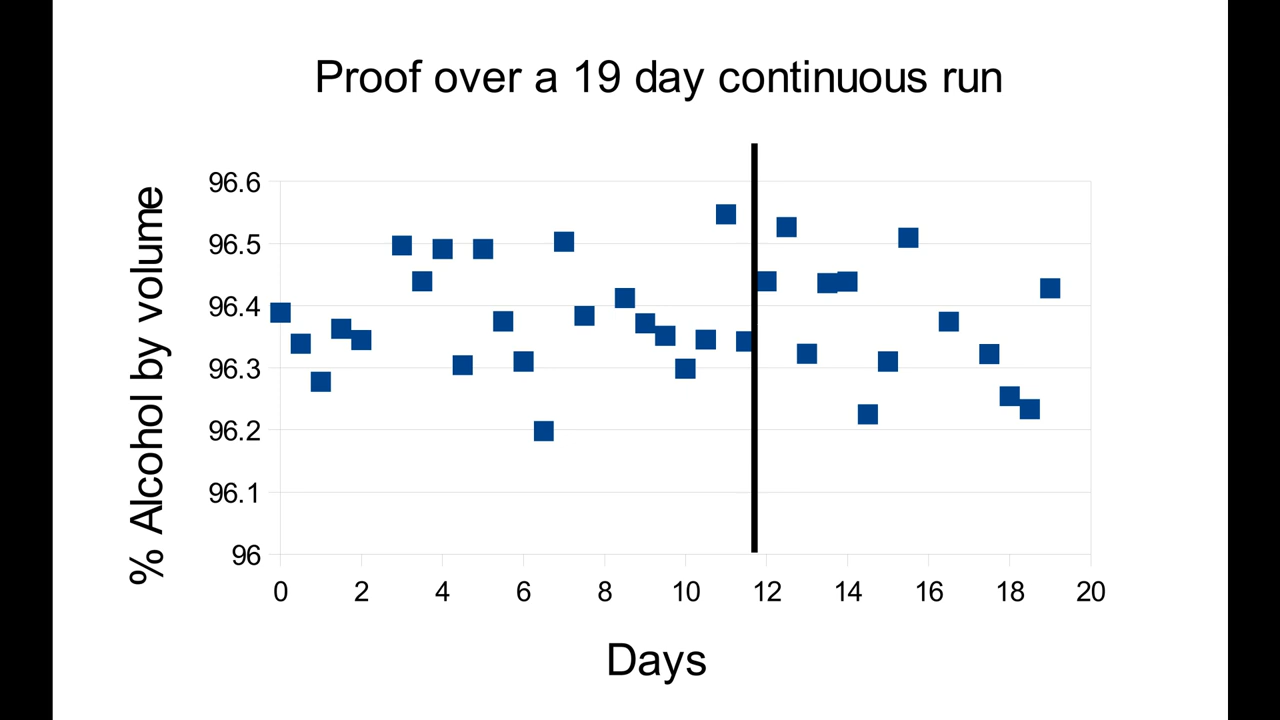 Proof over a 19 day continuous run
% Alcohol by volume
96.6
96.5
96.4
96.3
96.2
96.1
96
0 2 4 6 8 10 12 14 16 18 20
Days